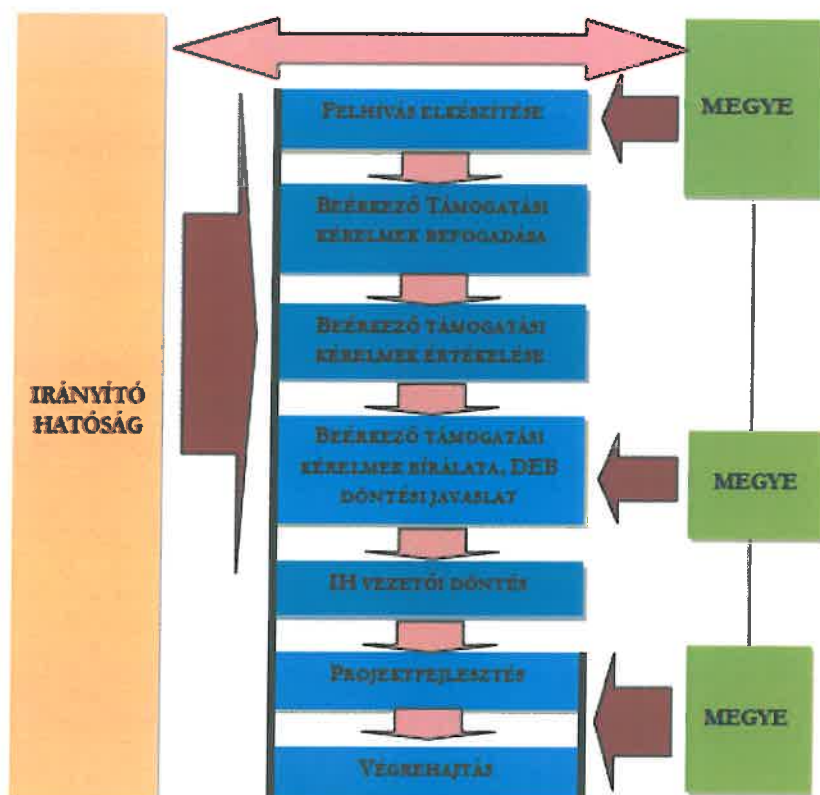 FELHÍVÁS ELKÉSZÍTÉSE
MEGYE
BEÉRKEZŐ TÁMOGATÁSI
KÉRELMEK BEFOGADÁSA
BEÉRKEZŐ TÁMOGATÁSI
KÉRELMEK ÉRTÉKELÉSE
IRÁNYÍTÓ
HATÓSÁG
BEÉRKEZŐ TÁMOGATÁSI
KÉRELMEK BÍRÁLATA, DEB
DÖNTÉSI JAVASLAT
MEGYE
IH VEZETŐI DÖNTÉS
PROJEKTFEJLESZTÉS
MEGYE
VÉGREHAJTÁS